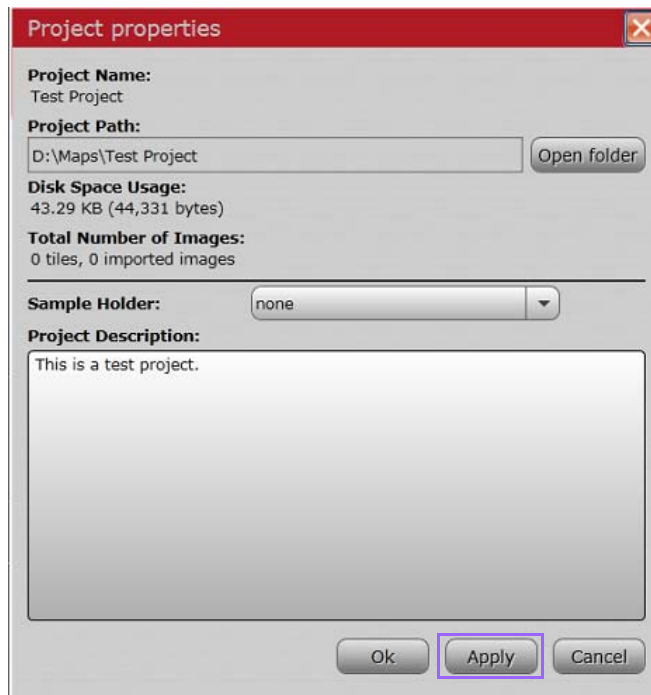 Project properties
Project Name:
Test Project
Project Path:
D:\Maps\Test Project
Open folder
Disk Space Usage:
43.29 KB (44,331 bytes)
Total Number of Images:
0 tiles, 0 imported images
Sample Holder:
none
Project Description:
This is a test project.
Ok
Apply
Cancel